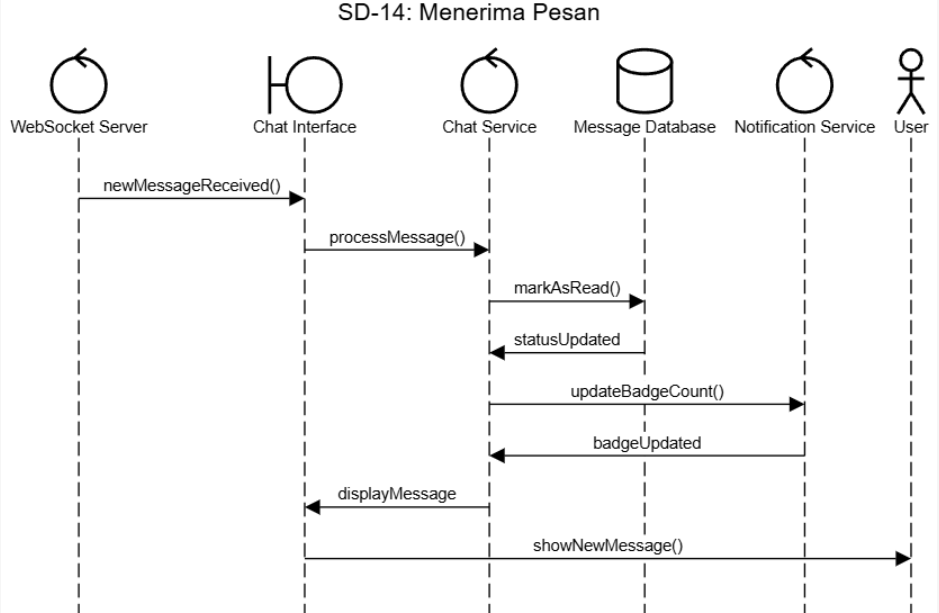 SD-14: Menerima Pesan
WebSocket Server
Chat Interface
Chat Service
Message Database
Notification Service
User
newMessageReceived()
processMessage()
markAsRead()
statusUpdated
updateBadgeCount()
badgeUpdated
displayMessage
showNewMessage()